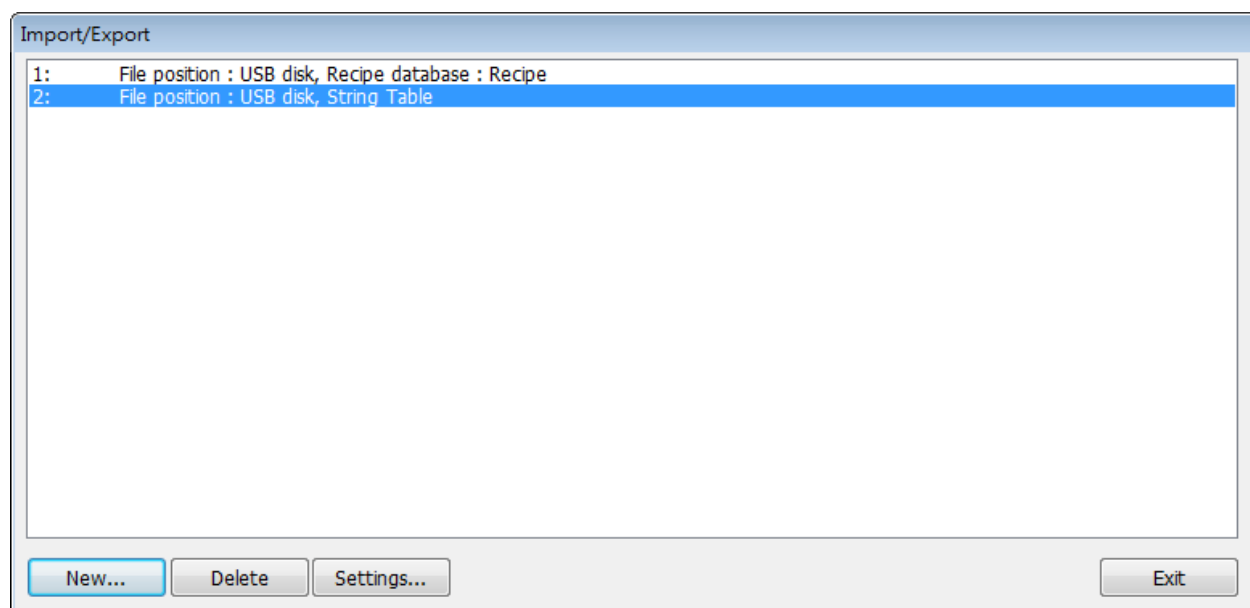 Import/Export
1: File position : USB disk, Recipe database : Recipe
2: File position : USB disk, String Table
New... Delete Settings... Exit